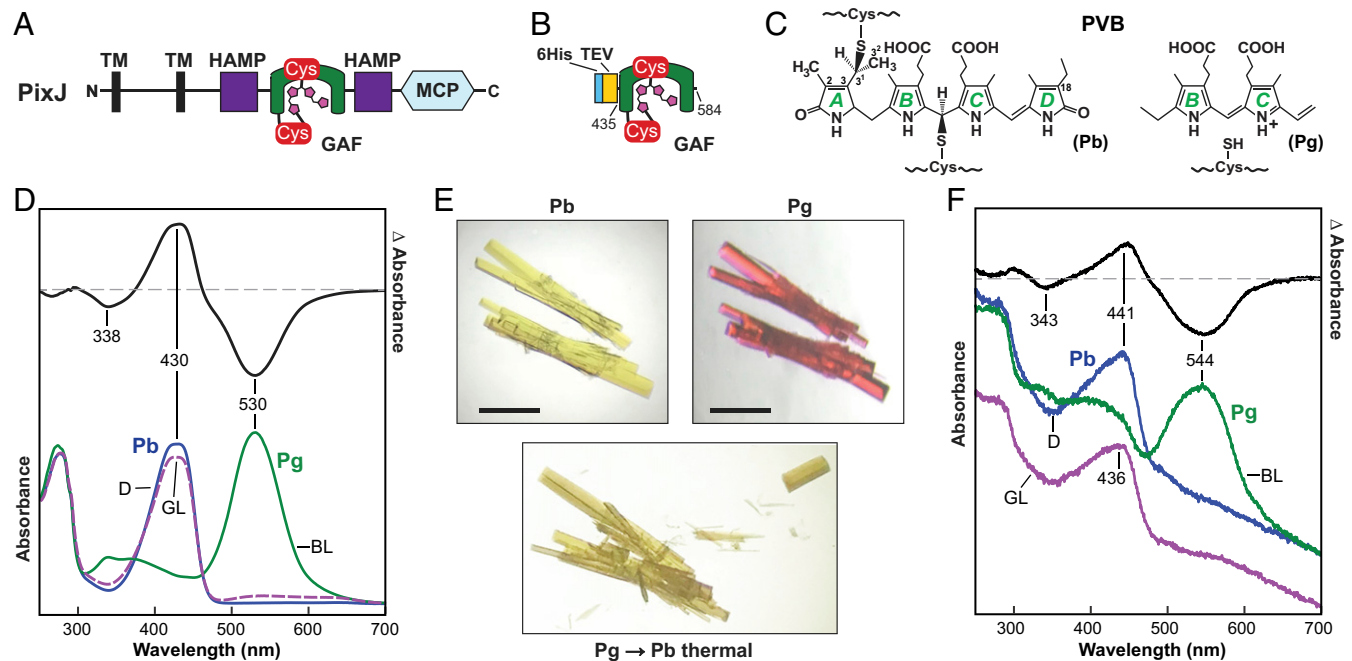 A
TM
TM
HAMP
HAMP
PixJ
N
Cys
Cys
GAF
MCP
C
B
6His
TEV
Cys
Cys
435
584
GAF
C
PVB
Cys
S
H
3²
CH₃
3¹
H₃C
2
3
HOOC
COOH
18
A
B
C
D
H
O
NH
N
H
N
H
N
H
O
S
Cys
(Pb)
HOOC
COOH
B
C
N
H
N
H
+
SH
Cys
(Pg)
D
Δ Absorbance
338
430
530
Pb
Pg
D
GL
BL
Absorbance
300
400
500
600
700
Wavelength (nm)
E
Pb
Pg
Pg → Pb thermal
F
Δ Absorbance
343
441
544
Pb
Pg
D
GL
436
BL
Absorbance
300
400
500
600
700
Wavelength (nm)